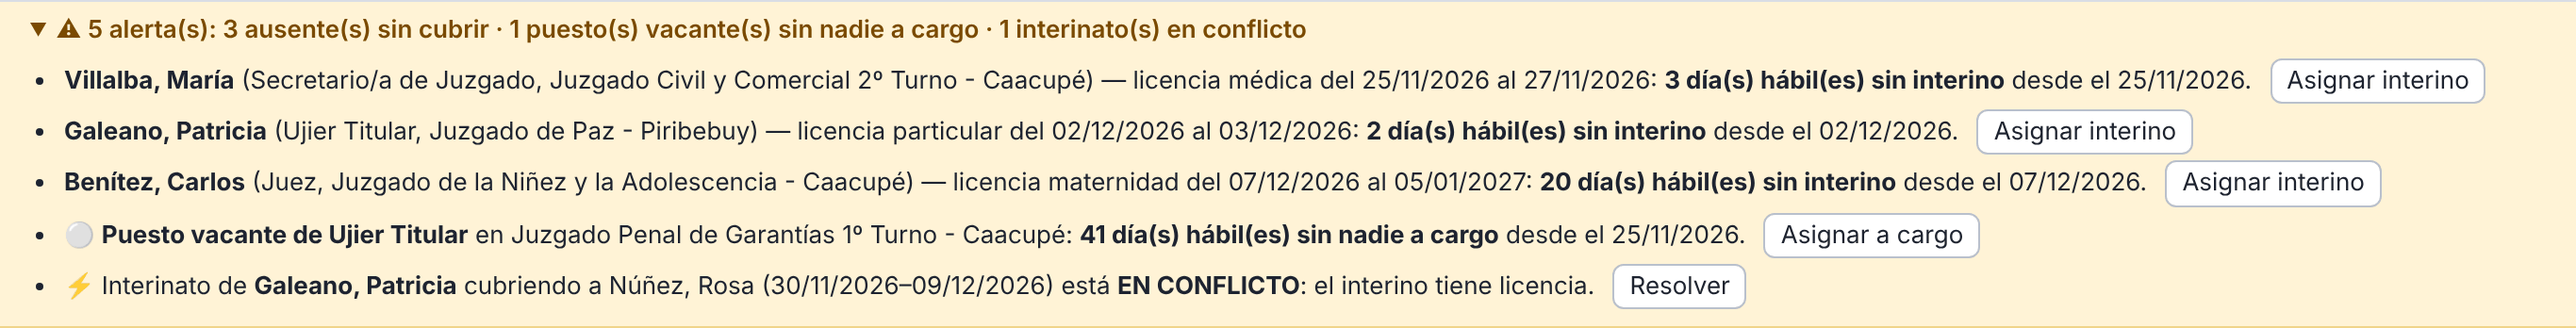 ▼ ⚠ 5 alerta(s): 3 ausente(s) sin cubrir · 1 puesto(s) vacante(s) sin nadie a cargo · 1 interinato(s) en conflicto
• Villalba, María (Secretario/a de Juzgado, Juzgado Civil y Comercial 2º Turno - Caacupé) — licencia médica del 25/11/2026 al 27/11/2026: 3 día(s) hábil(es) sin interino desde el 25/11/2026. Asignar interino
• Galeano, Patricia (Ujier Titular, Juzgado de Paz - Piribebuy) — licencia particular del 02/12/2026 al 03/12/2026: 2 día(s) hábil(es) sin interino desde el 02/12/2026. Asignar interino
• Benítez, Carlos (Juez, Juzgado de la Niñez y la Adolescencia - Caacupé) — licencia maternidad del 07/12/2026 al 05/01/2027: 20 día(s) hábil(es) sin interino desde el 07/12/2026. Asignar interino
• ⚪ Puesto vacante de Ujier Titular en Juzgado Penal de Garantías 1º Turno - Caacupé: 41 día(s) hábil(es) sin nadie a cargo desde el 25/11/2026. Asignar a cargo
• ⚡ Interinato de Galeano, Patricia cubriendo a Núñez, Rosa (30/11/2026–09/12/2026) está EN CONFLICTO: el interino tiene licencia. Resolver